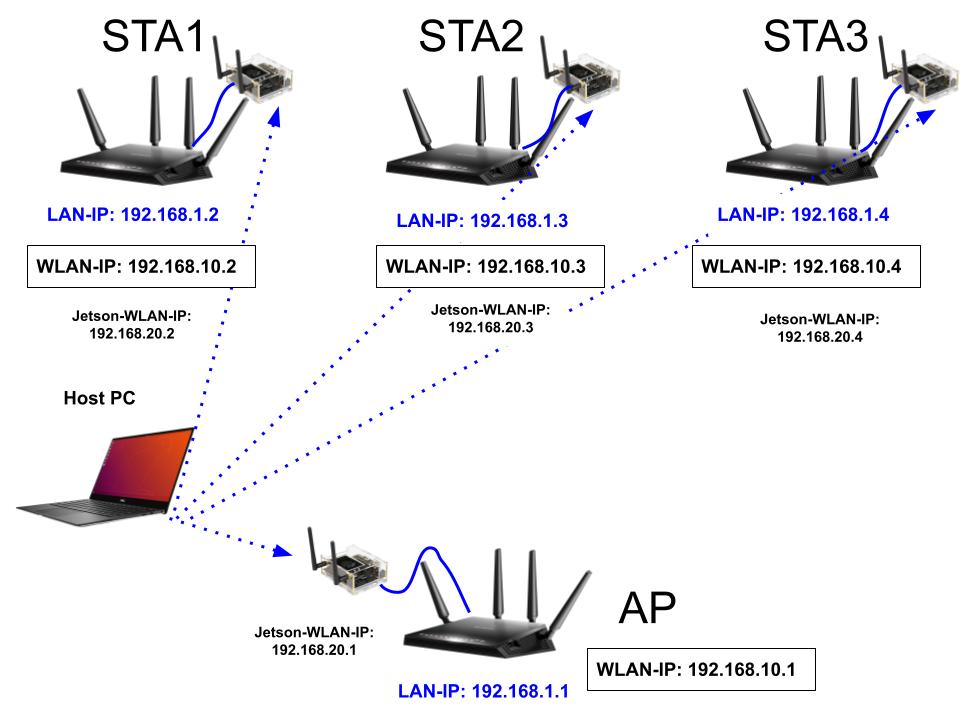 STA1
STA2
STA3
LAN-IP: 192.168.1.2
LAN-IP: 192.168.1.3
LAN-IP: 192.168.1.4
WLAN-IP: 192.168.10.2
WLAN-IP: 192.168.10.3
WLAN-IP: 192.168.10.4
Jetson-WLAN-IP:
192.168.20.2
Jetson-WLAN-IP:
192.168.20.3
Jetson-WLAN-IP:
192.168.20.4
Host PC
Jetson-WLAN-IP:
192.168.20.1
AP
WLAN-IP: 192.168.10.1
LAN-IP: 192.168.1.1